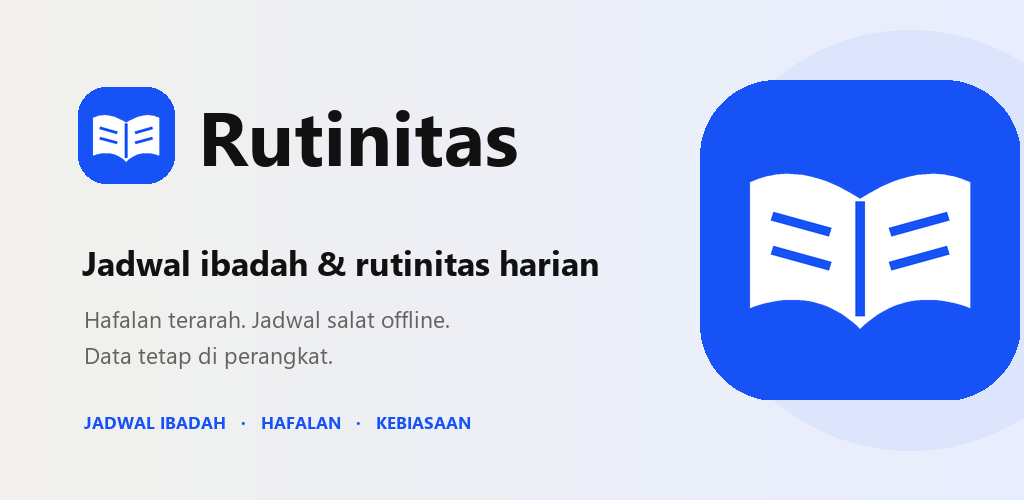 Rutinitas
Jadwal ibadah & rutinitas harian
Hafalan terarah. Jadwal salat offline.
Data tetap di perangkat.
JADWAL IBADAH · HAFALAN · KEBIASAAN